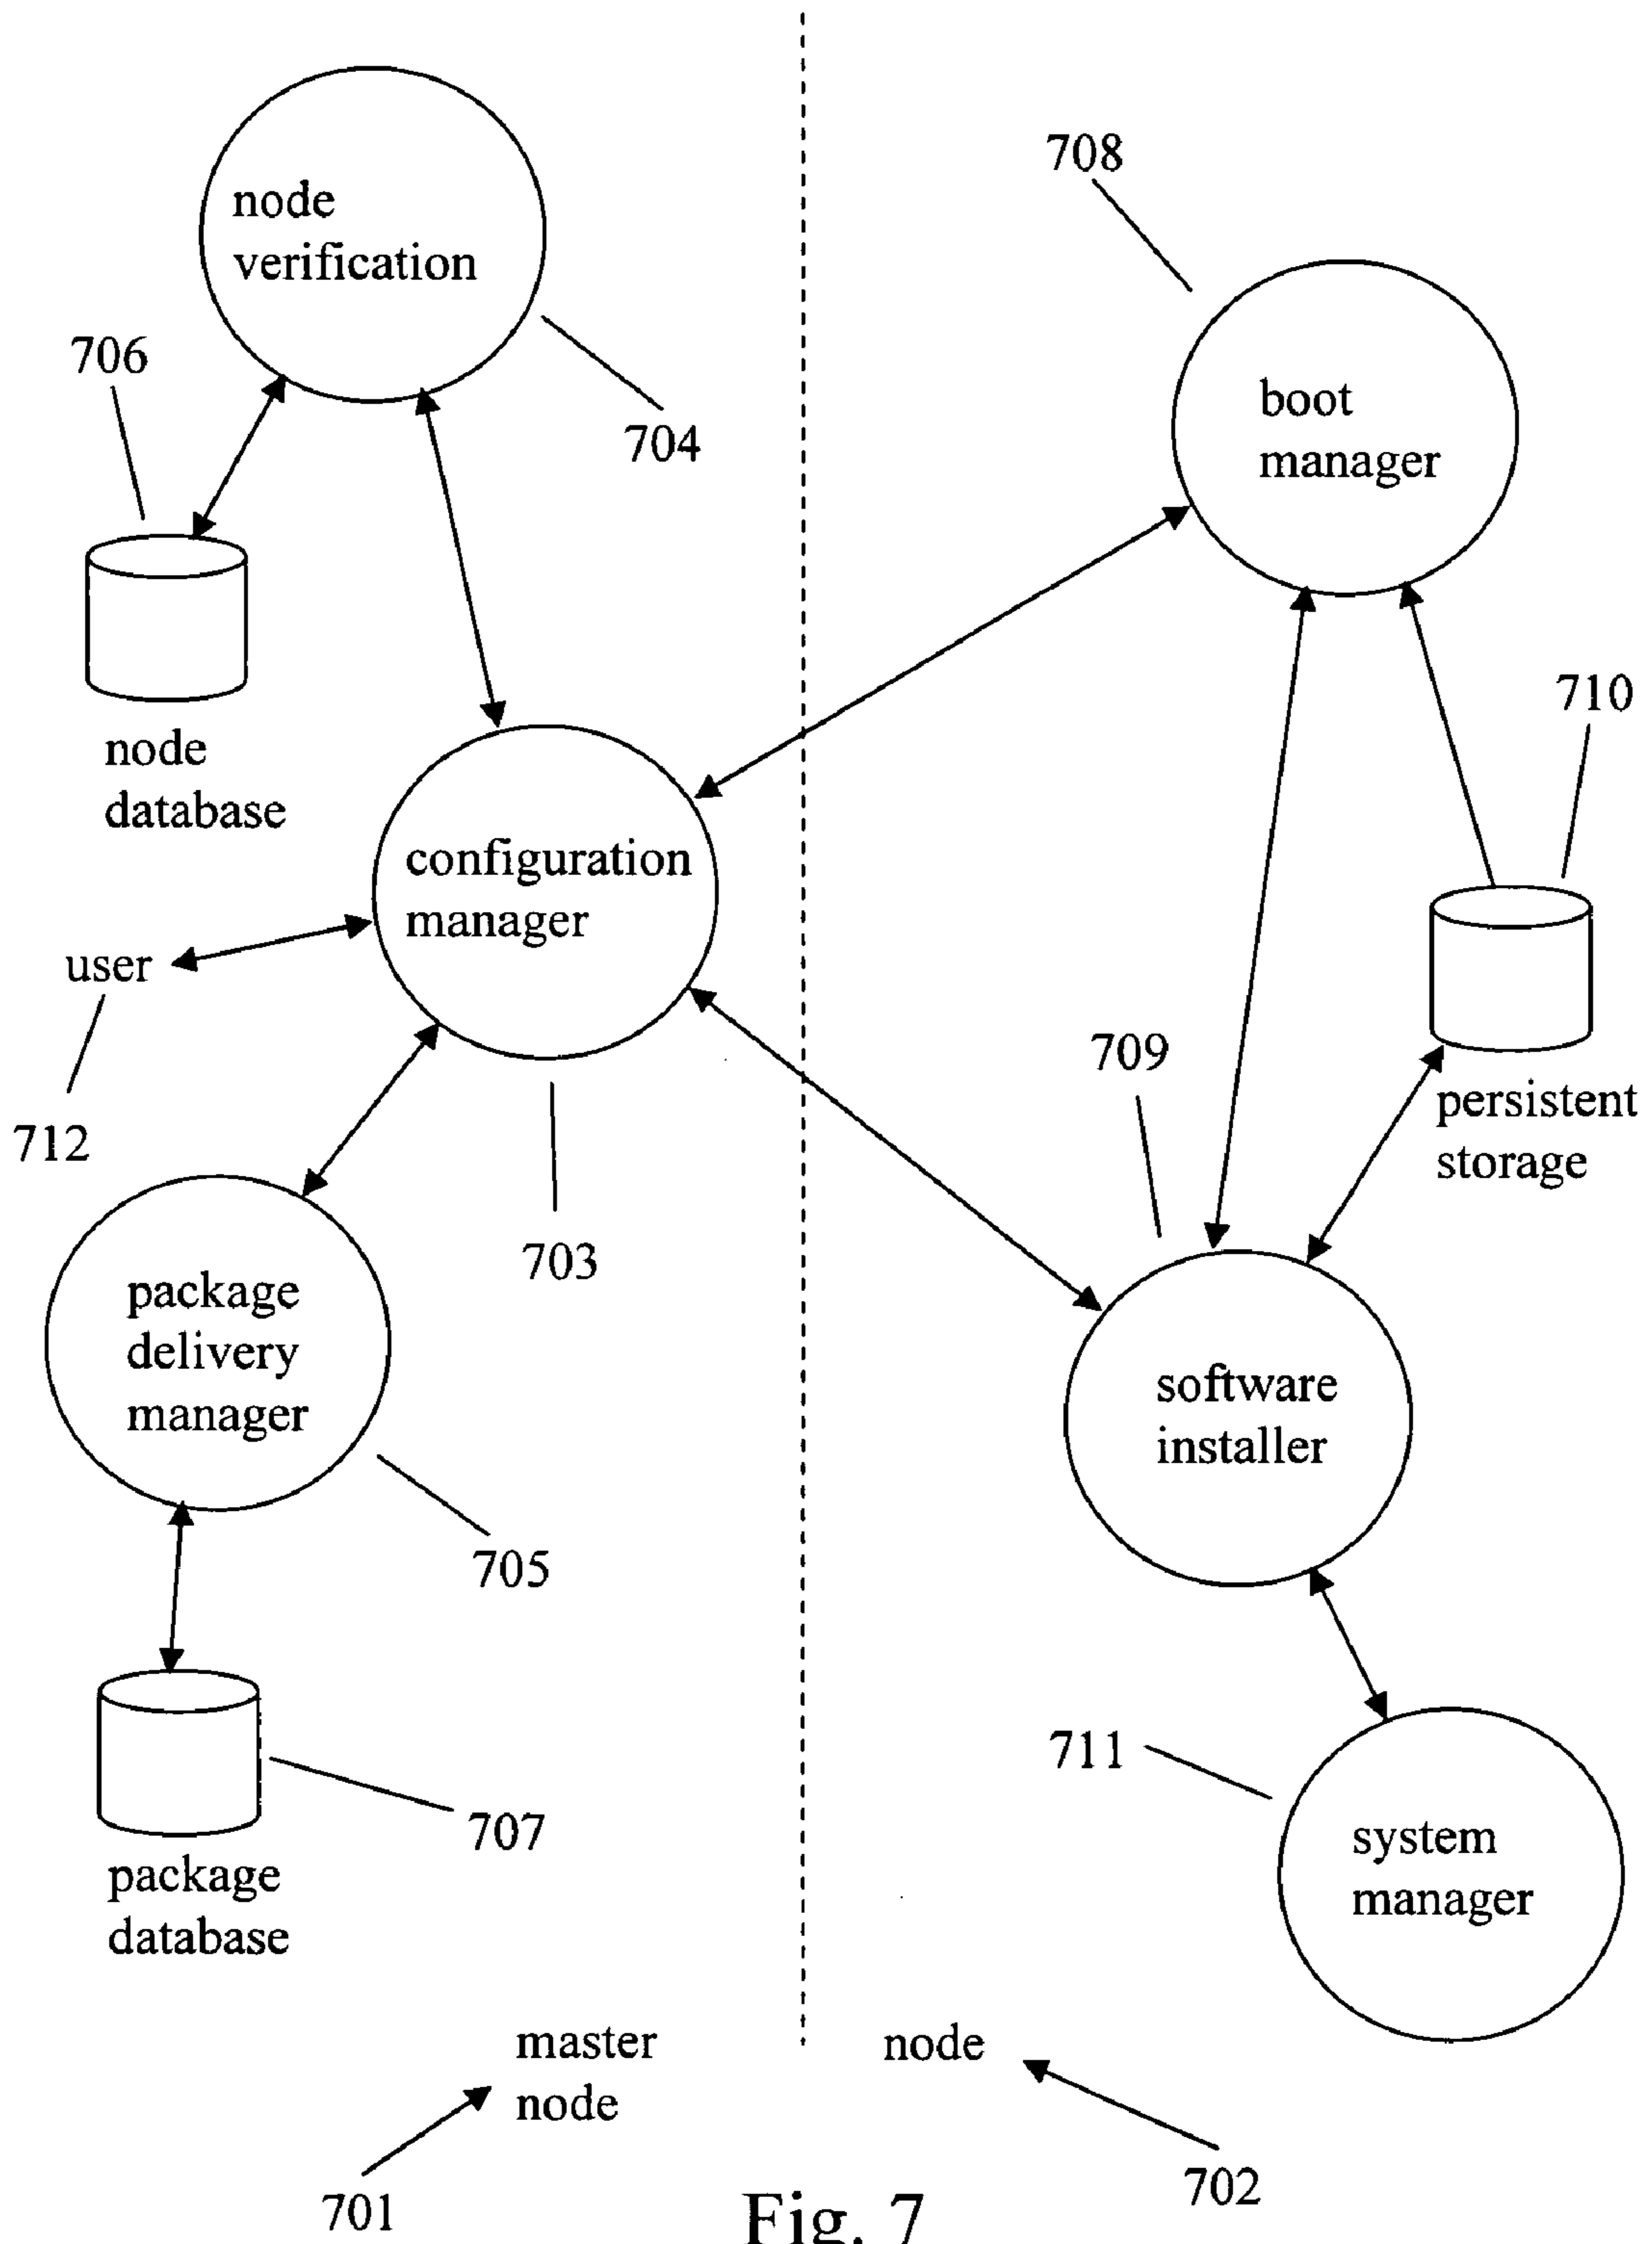 node
verification
704
706
node
database
configuration
manager
user
712
703
package
delivery
manager
705
707
package
database
master
node
701
708
boot
manager
710
persistent
storage
709
software
installer
711
system
manager
node
702
Fig. 7